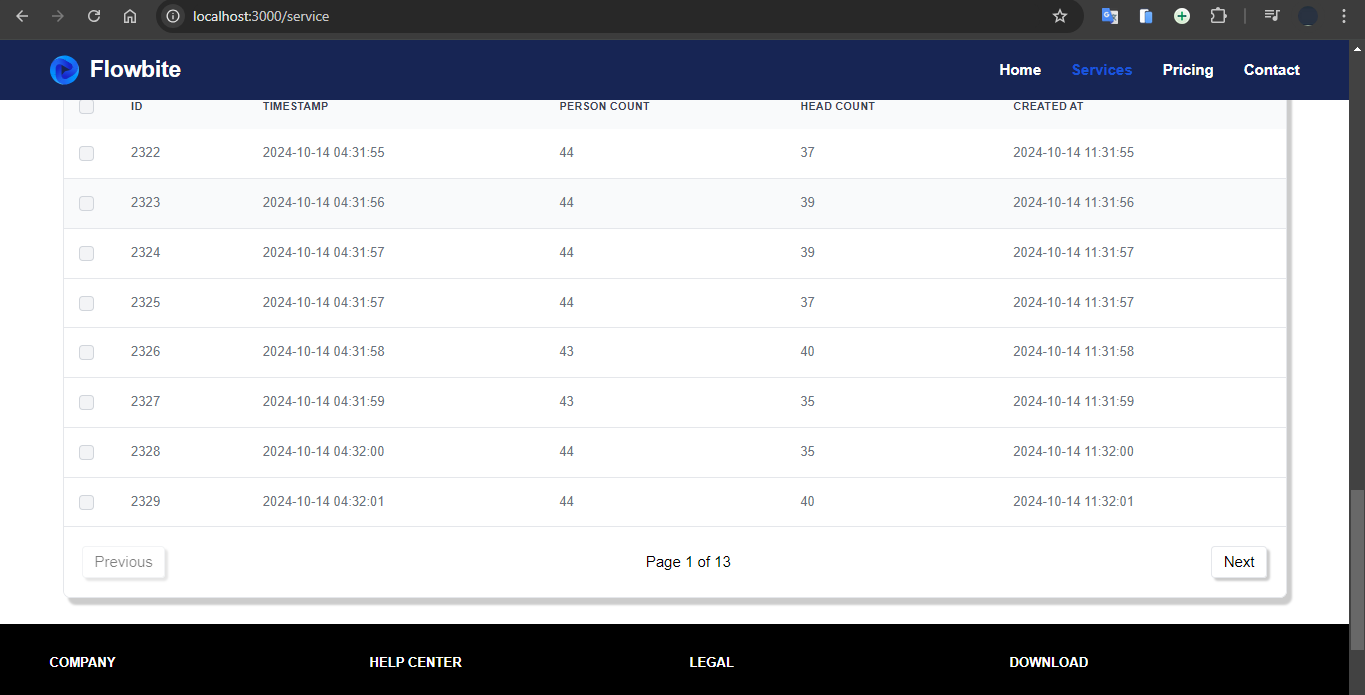 localhost:3000/service
Flowbite Home Services Pricing Contact
ID TIMESTAMP PERSON COUNT HEAD COUNT CREATED AT
2322 2024-10-14 04:31:55 44 37 2024-10-14 11:31:55
2323 2024-10-14 04:31:56 44 39 2024-10-14 11:31:56
2324 2024-10-14 04:31:57 44 39 2024-10-14 11:31:57
2325 2024-10-14 04:31:57 44 37 2024-10-14 11:31:57
2326 2024-10-14 04:31:58 43 40 2024-10-14 11:31:58
2327 2024-10-14 04:31:59 43 35 2024-10-14 11:31:59
2328 2024-10-14 04:32:00 44 35 2024-10-14 11:32:00
2329 2024-10-14 04:32:01 44 40 2024-10-14 11:32:01
Previous Page 1 of 13 Next
COMPANY HELP CENTER LEGAL DOWNLOAD